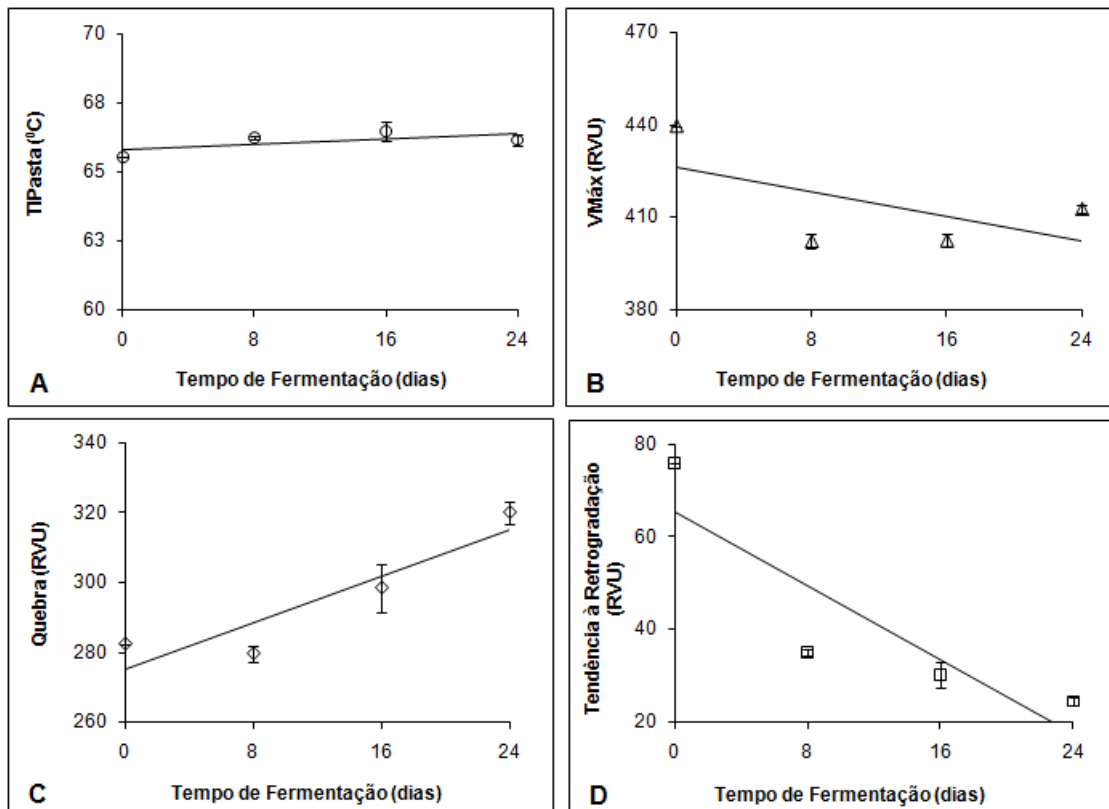 70
68
65
63
60
TIPasta (⁰C)
0 8 16 24
Tempo de Fermentação (dias)
A
470
440
410
380
VMáx (RVU)
0 8 16 24
Tempo de Fermentação (dias)
B
340
320
300
280
260
Quebra (RVU)
0 8 16 24
Tempo de Fermentação (dias)
C
80
60
40
20
Tendência à Retrogradação
(RVU)
0 8 16 24
Tempo de Fermentação (dias)
D